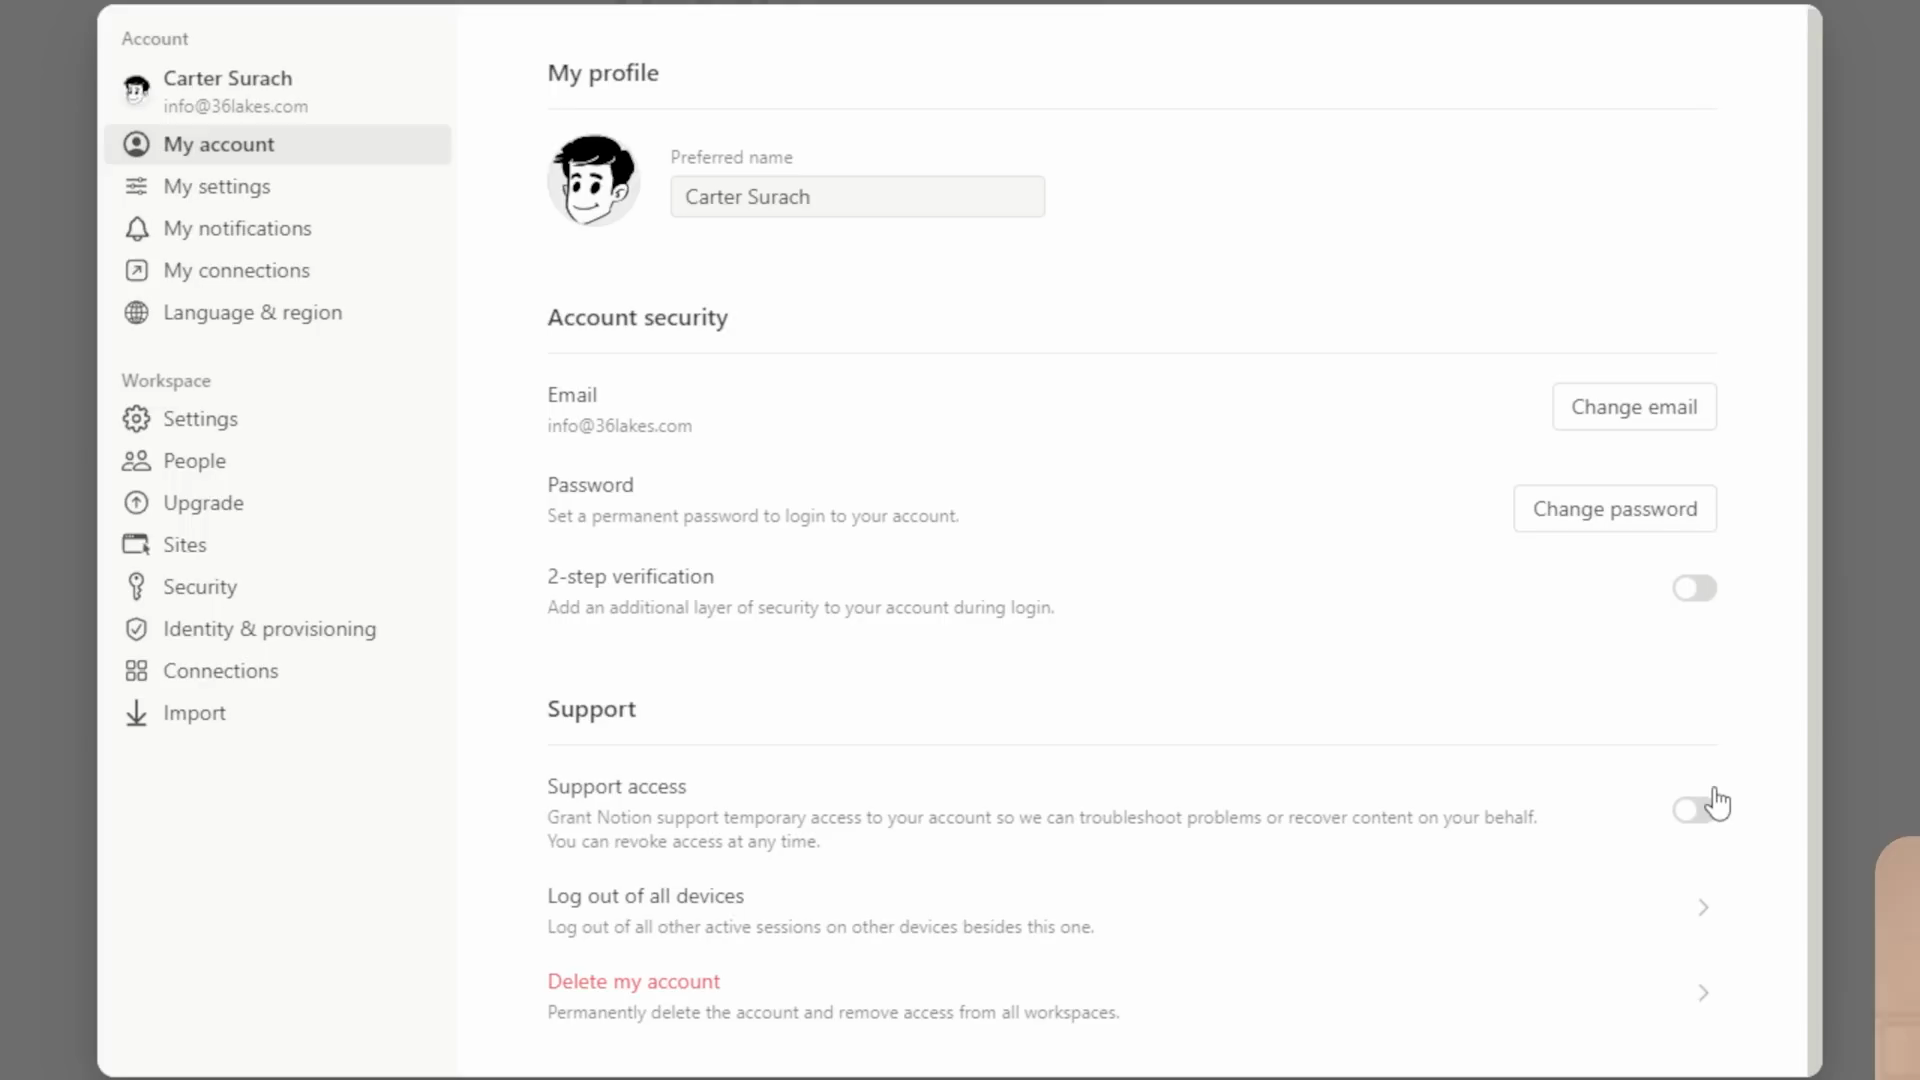 Account
Carter Surach
info@36lakes.com
My account
My settings
My notifications
My connections
Language & region
Workspace
Settings
People
Upgrade
Sites
Security
Identity & provisioning
Connections
Import
My profile
Preferred name
Carter Surach
Account security
Email
info@36lakes.com
Change email
Password
Set a permanent password to login to your account.
Change password
2-step verification
Add an additional layer of security to your account during login.
Support
Support access
Grant Notion support temporary access to your account so we can troubleshoot problems or recover content on your behalf.
You can revoke access at any time.
Log out of all devices
Log out of all other active sessions on other devices besides this one.
Delete my account
Permanently delete the account and remove access from all workspaces.